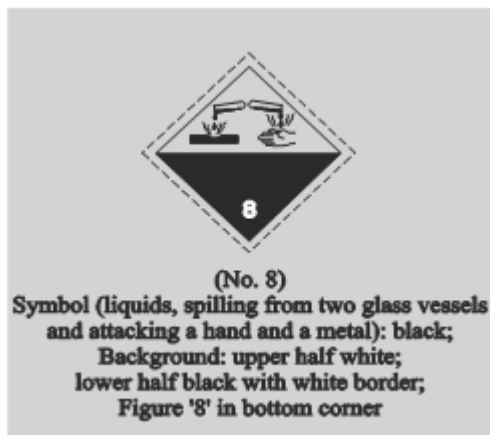 8
(No. 8)
Symbol (liquids, spilling from two glass vessels
and attacking a hand and a metal): black;
Background: upper half white;
lower half black with white border;
Figure '8' in bottom corner